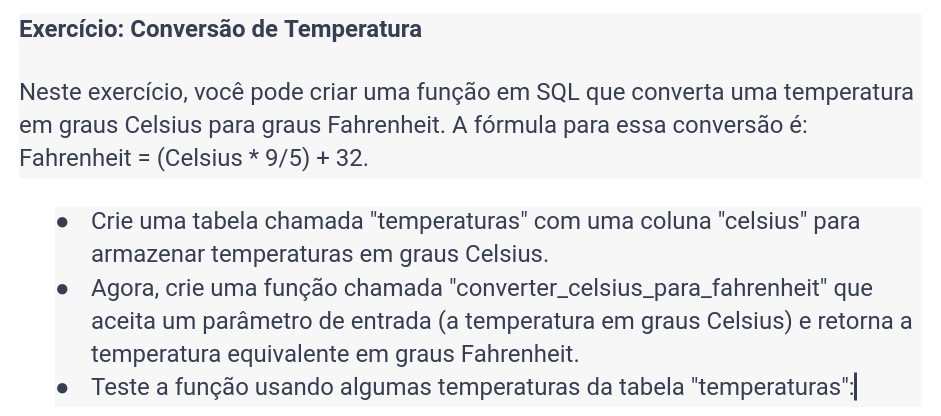 Exercício: Conversão de Temperatura
Neste exercício, você pode criar uma função em SQL que converta uma temperatura
em graus Celsius para graus Fahrenheit. A fórmula para essa conversão é:
Fahrenheit = (Celsius * 9/5) + 32.
● Crie uma tabela chamada "temperaturas" com uma coluna "celsius" para
armazenar temperaturas em graus Celsius.
● Agora, crie uma função chamada "converter_celsius_para_fahrenheit" que
aceita um parâmetro de entrada (a temperatura em graus Celsius) e retorna a
temperatura equivalente em graus Fahrenheit.
● Teste a função usando algumas temperaturas da tabela "temperaturas":